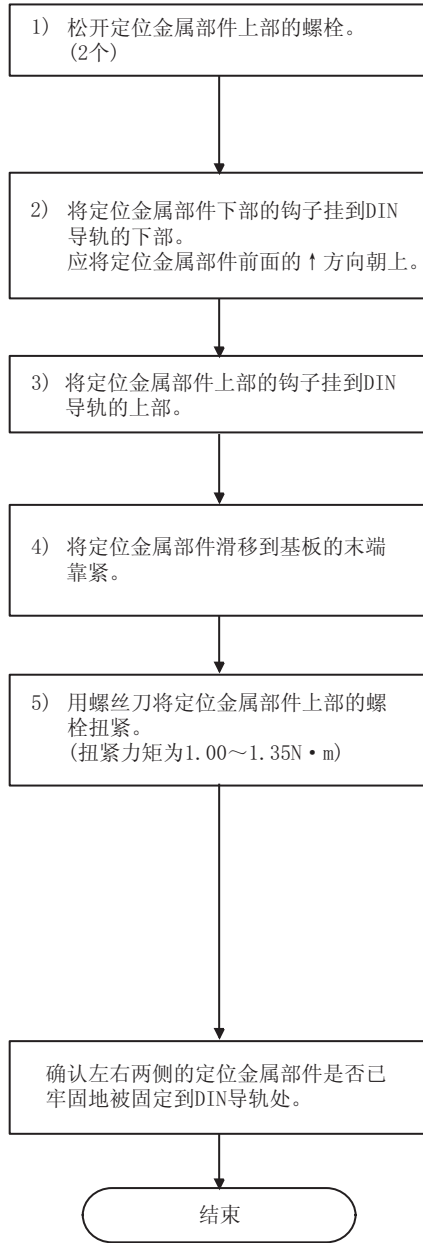 1) 松开定位金属部件上部的螺栓。
(2个)
2) 将定位金属部件下部的钩子挂到DIN
导轨的下部。
应将定位金属部件前面的↑方向朝上。
3) 将定位金属部件上部的钩子挂到DIN
导轨的上部。
4) 将定位金属部件滑移到基板的末端
靠紧。
5) 用螺丝刀将定位金属部件上部的螺
栓扭紧。
(扭紧力矩为1.00～1.35N·m)
确认左右两侧的定位金属部件是否已
牢固地被固定到DIN导轨处。
结束